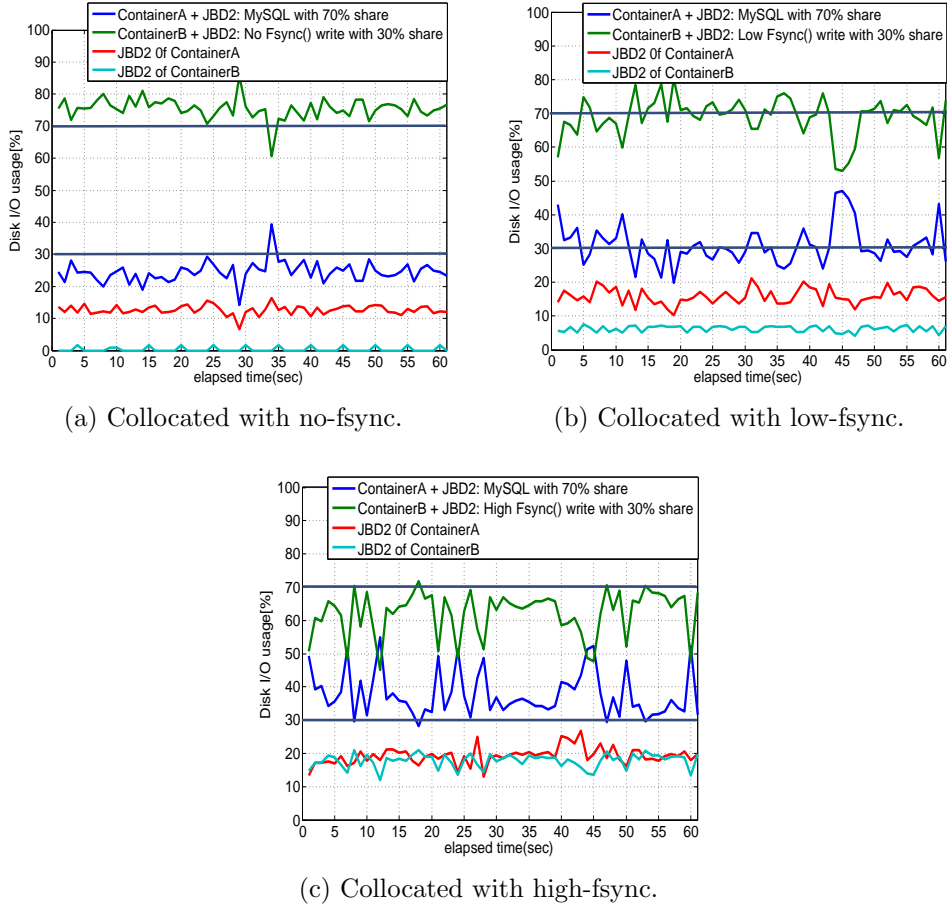 ContainerA + JBD2: MySQL with 70% share
ContainerB + JBD2: No Fsync() write with 30% share
JBD2 0f ContainerA
JBD2 of ContainerB
Disk I/O usage[%]
100
90
80
70
60
50
40
30
20
10
0
0 5 10 15 20 25 30 35 40 45 50 55 60
elapsed time(sec)
(a) Collocated with no-fsync.
ContainerA + JBD2: MySQL with 70% share
ContainerB + JBD2: Low Fsync() write with 30% share
JBD2 0f ContainerA
JBD2 of ContainerB
Disk I/O usage[%]
100
90
80
70
60
50
40
30
20
10
0
0 5 10 15 20 25 30 35 40 45 50 55 60
elapsed time(sec)
(b) Collocated with low-fsync.
ContainerA + JBD2: MySQL with 70% share
ContainerB + JBD2: High Fsync() write with 30% share
JBD2 0f ContainerA
JBD2 of ContainerB
Disk I/O usage[%]
100
90
80
70
60
50
40
30
20
10
0
0 5 10 15 20 25 30 35 40 45 50 55 60
elapsed time(sec)
(c) Collocated with high-fsync.